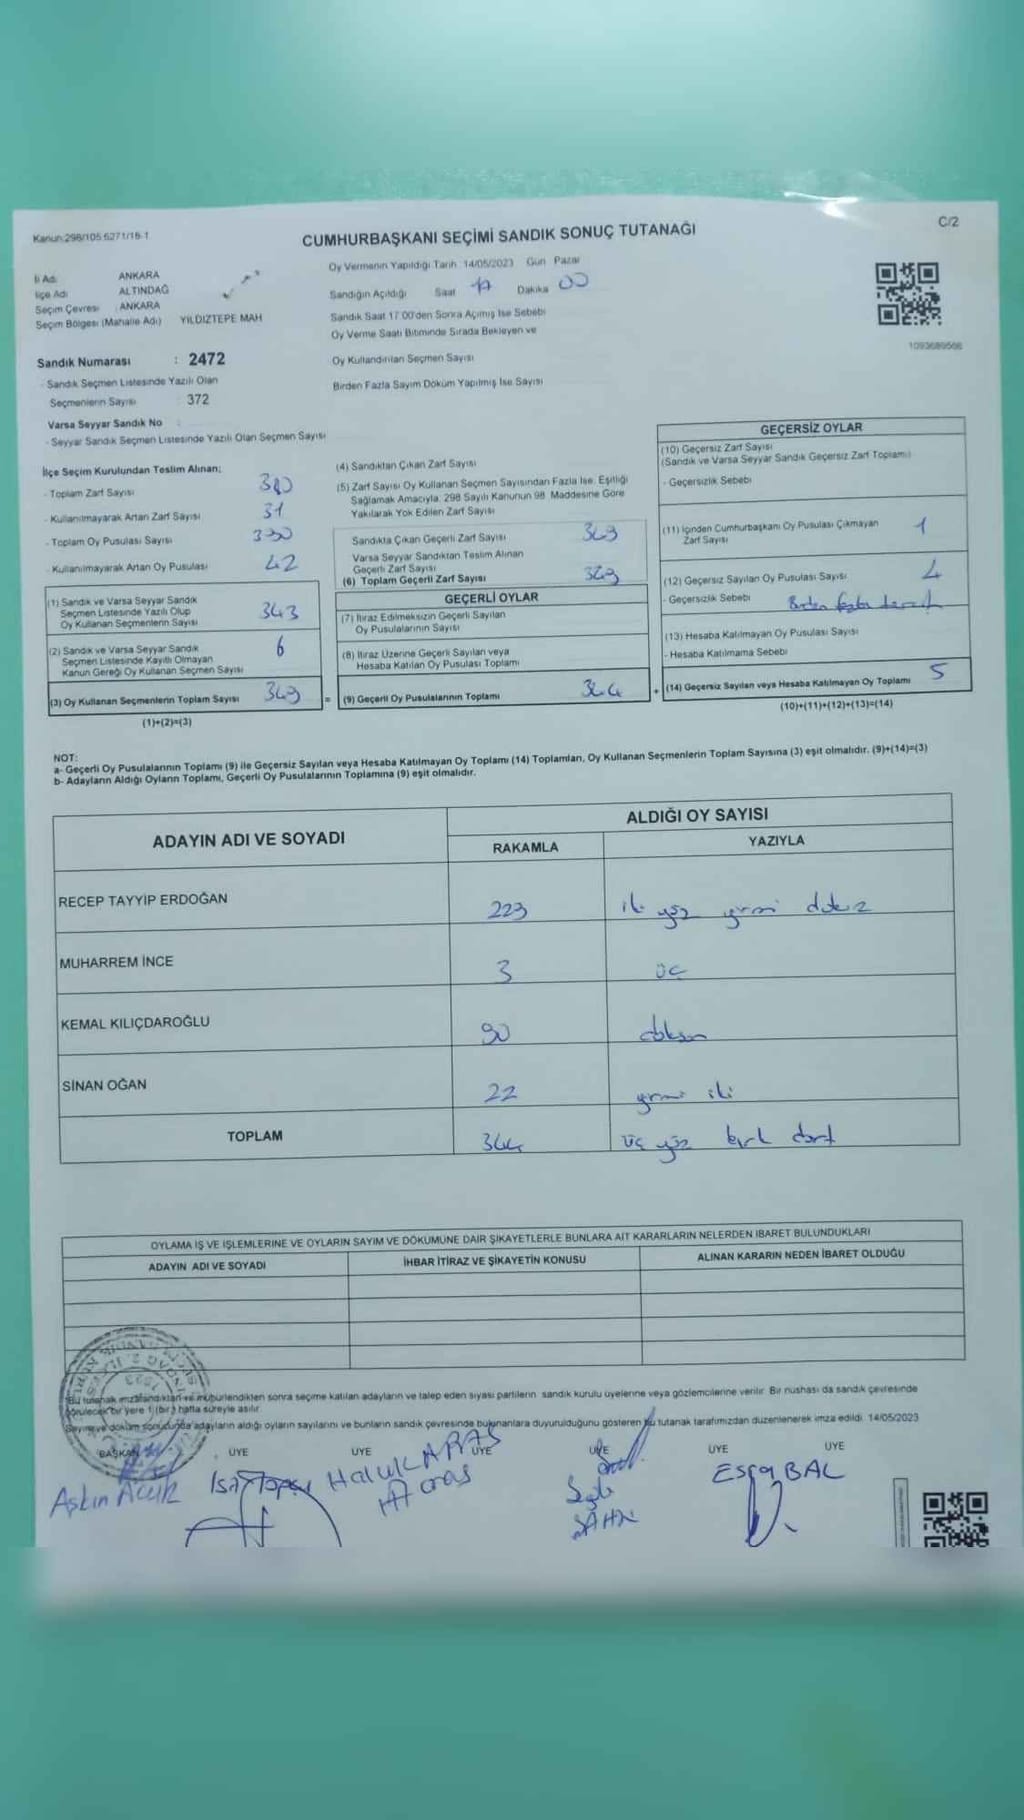 Kanun:298/105 6271/16-1
C/2
CUMHURBAŞKANI SEÇİMİ SANDIK SONUÇ TUTANAĞI
İl Adı ANKARA
İlçe Adı ALTINDAĞ
Seçim Çevresi : ANKARA
Seçim Bölgesi (Mahalle Adı) YILDIZTEPE MAH
Oy Vermenin Yapıldığı Tarih 14/05/2023 Gün Pazar
Sandığın Açıldığı Saat 17 Dakika 00
Sandık Saat 17 00'den Sonra Açılmış İse Sebebi
Oy Verme Saati Bitiminde Sırada Bekleyen ve
Oy Kullandırılan Seçmen Sayısı
Birden Fazla Sayım Döküm Yapılmış İse Sayısı
1093689566
Sandık Numarası : 2472
- Sandık Seçmen Listesinde Yazılı Olan
Seçmenlerin Sayısı 372
Varsa Seyyar Sandık No :
- Seyyar Sandık Seçmen Listesinde Yazılı Olan Seçmen Sayısı
İlçe Seçim Kurulundan Teslim Alınan;
- Toplam Zarf Sayısı 380
- Kullanılmayarak Artan Zarf Sayısı 31
- Toplam Oy Pusulası Sayısı 390
- Kullanılmayarak Artan Oy Pusulası 42
(1) Sandık ve Varsa Seyyar Sandık
Seçmen Listesinde Yazılı Olup
Oy Kullanan Seçmenlerin Sayısı 343
(2) Sandık ve Varsa Seyyar Sandık
Seçmen Listesinde Kayıtlı Olmayan
Kanun Gereği Oy Kullanan Seçmen Sayısı 6
(3) Oy Kullanan Seçmenlerin Toplam Sayısı 349 =
(1)+(2)=(3)
(4) Sandıktan Çıkan Zarf Sayısı
(5) Zarf Sayısı Oy Kullanan Seçmen Sayısından Fazla İse, Eşitliği
Sağlamak Amacıyla, 298 Sayılı Kanunun 98. Maddesine Göre
Yakılarak Yok Edilen Zarf Sayısı
Sandıkta Çıkan Geçerli Zarf Sayısı 349
Varsa Seyyar Sandıktan Teslim Alınan
Geçerli Zarf Sayısı
(6) Toplam Geçerli Zarf Sayısı 349
GEÇERLİ OYLAR
(7) İtiraz Edilmeksizin Geçerli Sayılan
Oy Pusulalarının Sayısı
(8) İtiraz Üzerine Geçerli Sayılan veya
Hesaba Katılan Oy Pusulası Toplamı
(9) Geçerli Oy Pusulalarının Toplamı 344 +
GEÇERSİZ OYLAR
(10) Geçersiz Zarf Sayısı
(Sandık ve Varsa Seyyar Sandık Geçersiz Zarf Toplamı)
- Geçersizlik Sebebi
(11) İçinden Cumhurbaşkanı Oy Pusulası Çıkmayan
Zarf Sayısı 1
(12) Geçersiz Sayılan Oy Pusulası Sayısı 4
- Geçersizlik Sebebi Birden fazla tercih
(13) Hesaba Katılmayan Oy Pusulası Sayısı
- Hesaba Katılmama Sebebi
(14) Geçersiz Sayılan veya Hesaba Katılmayan Oy Toplamı 5
(10)+(11)+(12)+(13)=(14)
NOT:
a- Geçerli Oy Pusulalarının Toplamı (9) ile Geçersiz Sayılan veya Hesaba Katılmayan Oy Toplamı (14) Toplamları, Oy Kullanan Seçmenlerin Toplam Sayısına (3) eşit olmalıdır. (9)+(14)=(3)
b- Adayların Aldığı Oyların Toplamı, Geçerli Oy Pusulalarının Toplamına (9) eşit olmalıdır.
ADAYIN ADI VE SOYADI ALDIĞI OY SAYISI
RAKAMLA YAZIYLA
RECEP TAYYİP ERDOĞAN 229 iki yüz yirmi dokuz
MUHARREM İNCE 3 üç
KEMAL KILIÇDAROĞLU 90 doksan
SİNAN OĞAN 22 yirmi iki
TOPLAM 344 üç yüz kırk dört
OYLAMA İŞ VE İŞLEMLERİNE VE OYLARIN SAYIM VE DÖKÜMÜNE DAİR ŞİKAYETLERLE BUNLARA AİT KARARLARIN NELERDEN İBARET BULUNDUKLARI
ADAYIN ADI VE SOYADI İHBAR İTİRAZ VE ŞİKAYETİN KONUSU ALINAN KARARIN NEDEN İBARET OLDUĞU
Bu tutanak imzalandıktan ve mühürlendikten sonra seçime katılan adayların ve talep eden siyasi partilerin sandık kurulu üyelerine veya gözlemcilerine verilir. Bir nüshası da sandık çevresinde
görülecek bir yere 1 (bir) hafta süreyle asılır.
Sayım ve döküm sonucunda adayların aldığı oyların sayılarını ve bunların sandık çevresinde bulunanlara duyurulduğunu gösteren bu tutanak tarafımızdan düzenlenerek imza edildi. 14/05/2023
BAŞKAN ÜYE ÜYE ÜYE ÜYE ÜYE ÜYE
Aşkın Açık Haluk ARAS Aras ŞAHİN Esra BAL